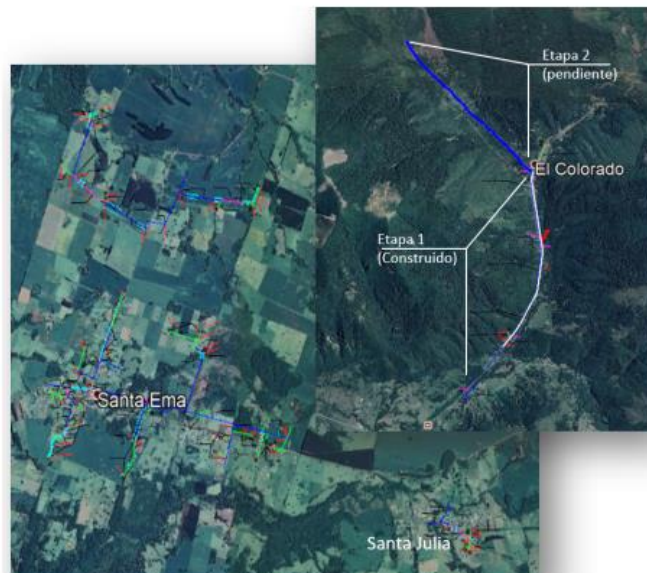 Etapa 2
(pendiente)
El Colorado
Etapa 1
(Construido)
Santa Ema
Santa Julia